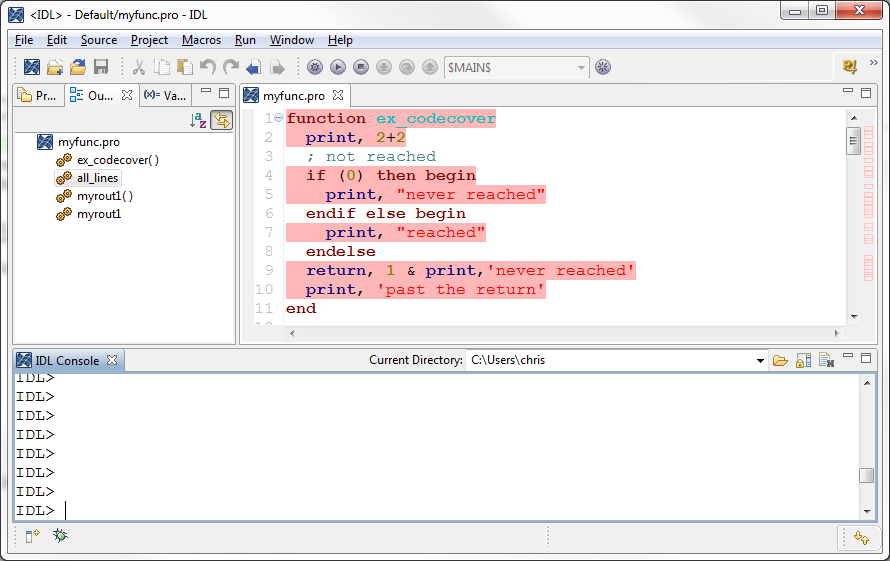 <IDL> - Default/myfunc.pro - IDL
File Edit Source Project Macros Run Window Help
$MAIN$
Pr... Ou... (x)= Va...
myfunc.pro
az
myfunc.pro
ex_codecover( )
all_lines
myrout1( )
myrout1
1 function ex_codecover
2 print, 2+2
3 ; not reached
4 if (0) then begin
5 print, "never reached"
6 endif else begin
7 print, "reached"
8 endelse
9 return, 1 & print,'never reached'
10 print, 'past the return'
11 end
IDL Console
Current Directory: C:\Users\chris
IDL>
IDL>
IDL>
IDL>
IDL>
IDL>
IDL>
IDL>